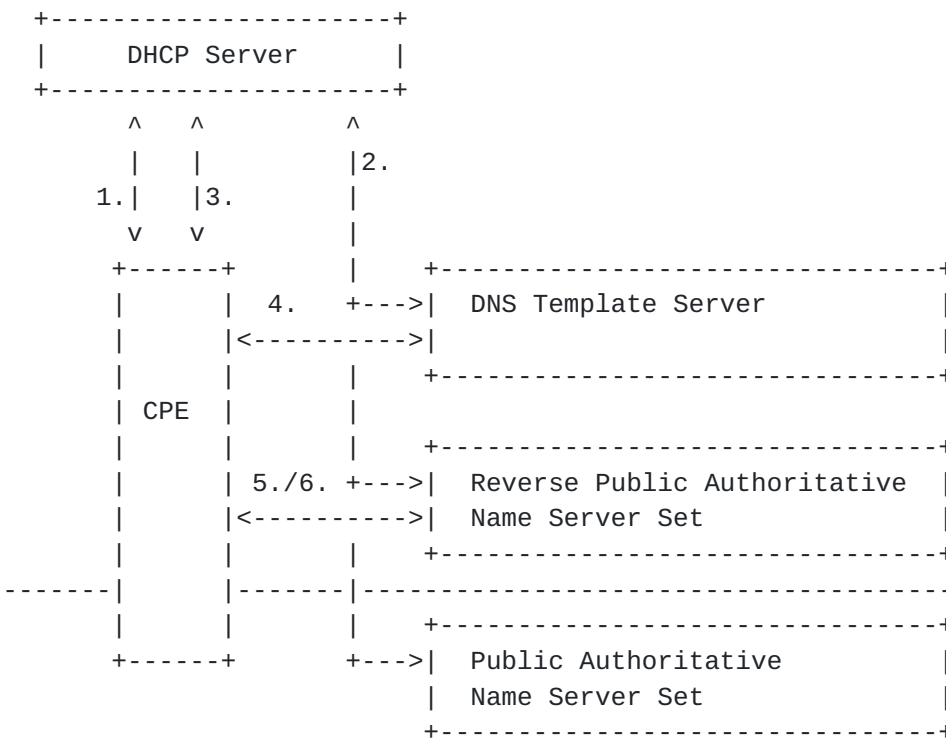 DHCP Server
2.
1. 3.
4. DNS Template Server
CPE
5./6. Reverse Public Authoritative
Name Server Set
Public Authoritative
Name Server Set